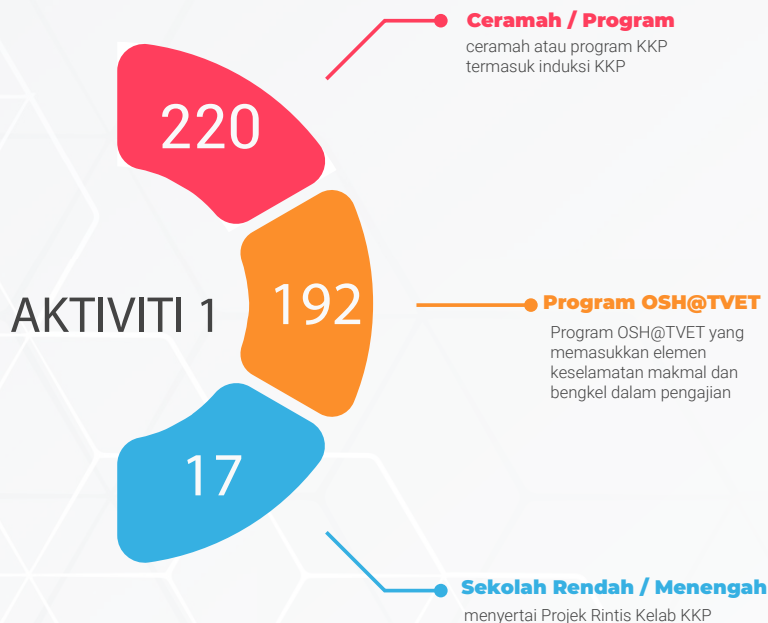 Ceramah / Program
ceramah atau program KKP
termasuk induksi KKP
220
AKTIVITI 1
192
Program OSH@TVET
Program OSH@TVET yang
memasukkan elemen
keselamatan makmal dan
bengkel dalam pengajian
17
Sekolah Rendah / Menengah
menyertai Projek Rintis Kelab KKP